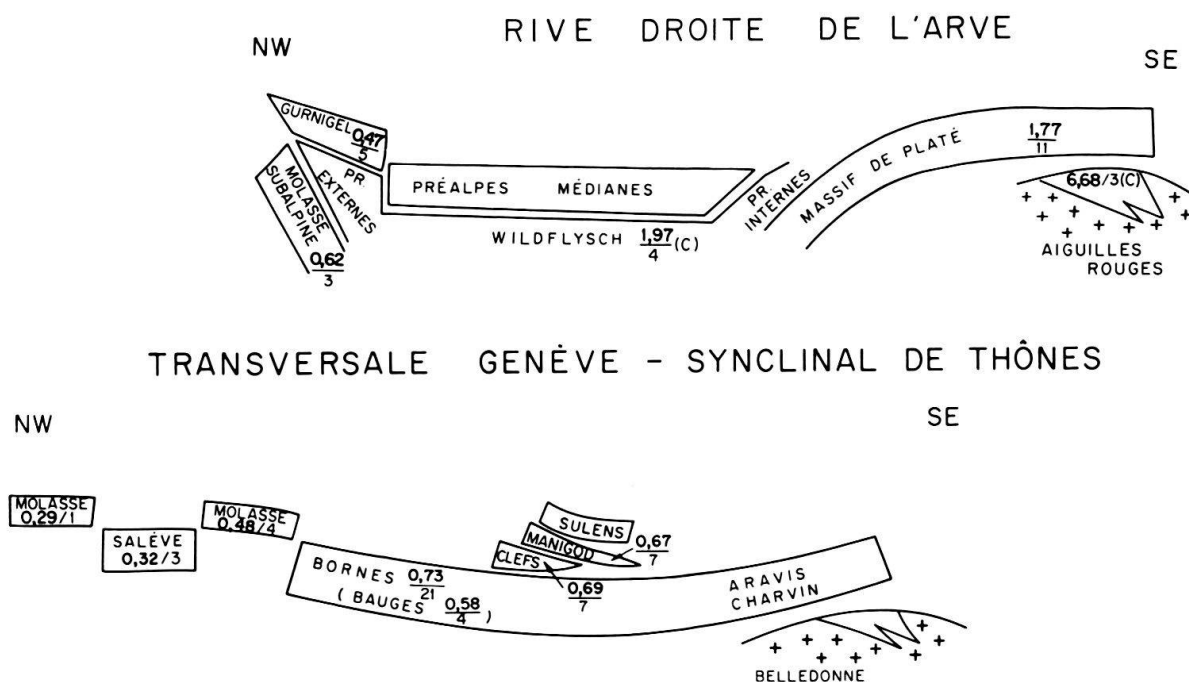 RIVE DROITE DE L'ARVE
NW
SE
GURNIGEL 0,47/5
MOLASSE
SUBALPINE 0,62/3
PR.
EXTERNES
PRÉALPES MÉDIANES
WILDFLYSCH 1,97/4 (C)
PR.
INTERNES
MASSIF DE PLATÉ 1,77/11
6,68/3(C)
AIGUILLES
ROUGES
TRANSVERSALE GENÈVE - SYNCLINAL DE THÔNES
NW
SE
MOLASSE
0,29/1
SALÈVE
0,32/3
MOLASSE
0,48/4
SULENS
MANIGOD 0,67/7
CLEFS 0,69/7
BORNES 0,73/21
( BAUGES 0,58/4 )
ARAVIS
CHARVIN
BELLEDONNE